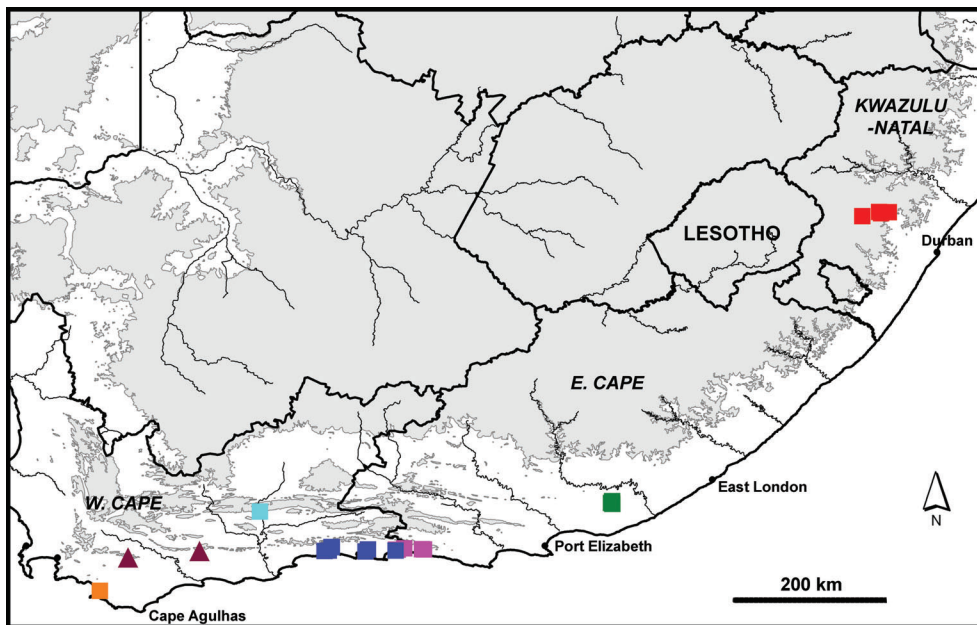 KWAZULU
-NATAL
LESOTHO
Durban
E. CAPE
East London
W. CAPE
N
Port Elizabeth
200 km
Cape Agulhas